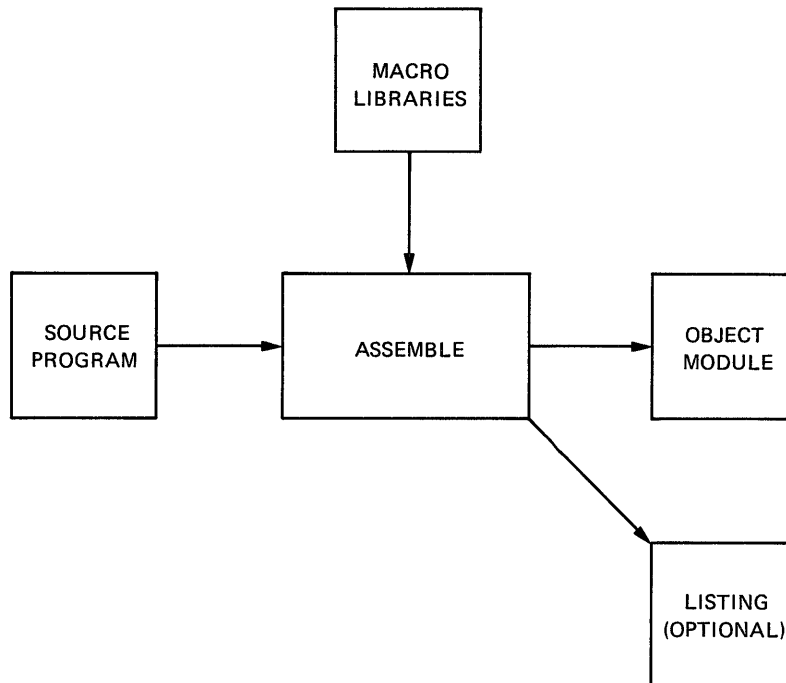 MACRO
LIBRARIES
SOURCE
PROGRAM
ASSEMBLE
OBJECT
MODULE
LISTING
(OPTIONAL)